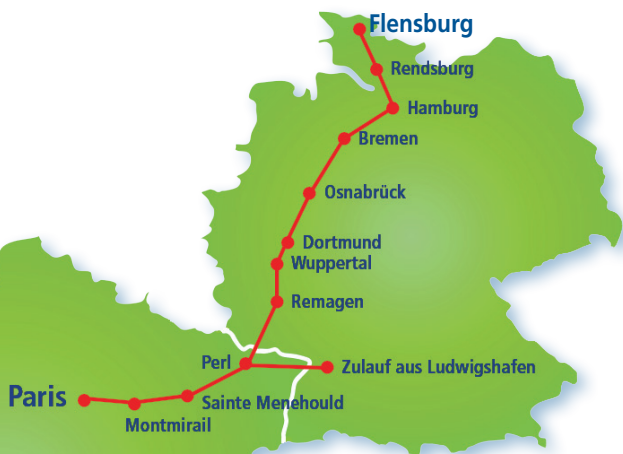 Flensburg
Rendsburg
Hamburg
Bremen
Osnabrück
Dortmund
Wuppertal
Remagen
Perl
Zulauf aus Ludwigshafen
Paris
Sainte Menehould
Montmirail